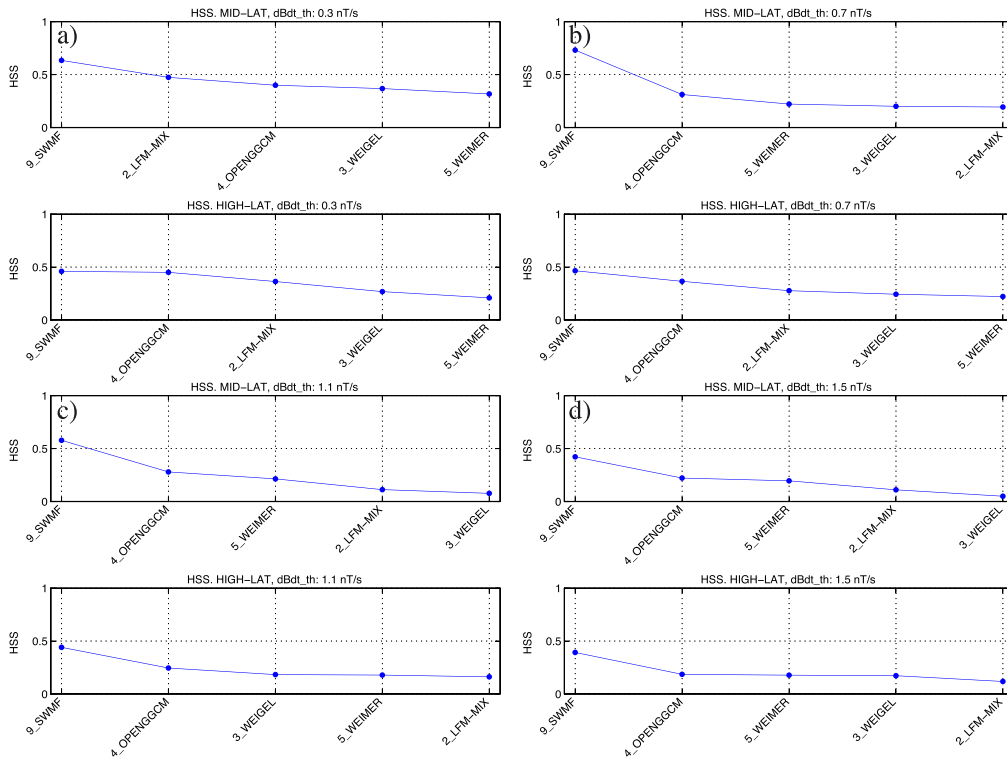 HSS. MID−LAT, dBdt_th: 0.3 nT/s
a)
1
0.5
0
HSS
9_SWMF
2_LFM−MIX
4_OPENGGCM
3_WEIGEL
5_WEIMER
HSS. HIGH−LAT, dBdt_th: 0.3 nT/s
1
0.5
0
HSS
9_SWMF
4_OPENGGCM
2_LFM−MIX
3_WEIGEL
5_WEIMER
HSS. MID−LAT, dBdt_th: 0.7 nT/s
b)
1
0.5
0
HSS
9_SWMF
4_OPENGGCM
5_WEIMER
3_WEIGEL
2_LFM−MIX
HSS. HIGH−LAT, dBdt_th: 0.7 nT/s
1
0.5
0
HSS
9_SWMF
4_OPENGGCM
2_LFM−MIX
3_WEIGEL
5_WEIMER
HSS. MID−LAT, dBdt_th: 1.1 nT/s
c)
1
0.5
0
HSS
9_SWMF
4_OPENGGCM
5_WEIMER
2_LFM−MIX
3_WEIGEL
HSS. HIGH−LAT, dBdt_th: 1.1 nT/s
1
0.5
0
HSS
9_SWMF
4_OPENGGCM
3_WEIGEL
5_WEIMER
2_LFM−MIX
HSS. MID−LAT, dBdt_th: 1.5 nT/s
d)
1
0.5
0
HSS
9_SWMF
4_OPENGGCM
5_WEIMER
2_LFM−MIX
3_WEIGEL
HSS. HIGH−LAT, dBdt_th: 1.5 nT/s
1
0.5
0
HSS
9_SWMF
4_OPENGGCM
5_WEIMER
3_WEIGEL
2_LFM−MIX